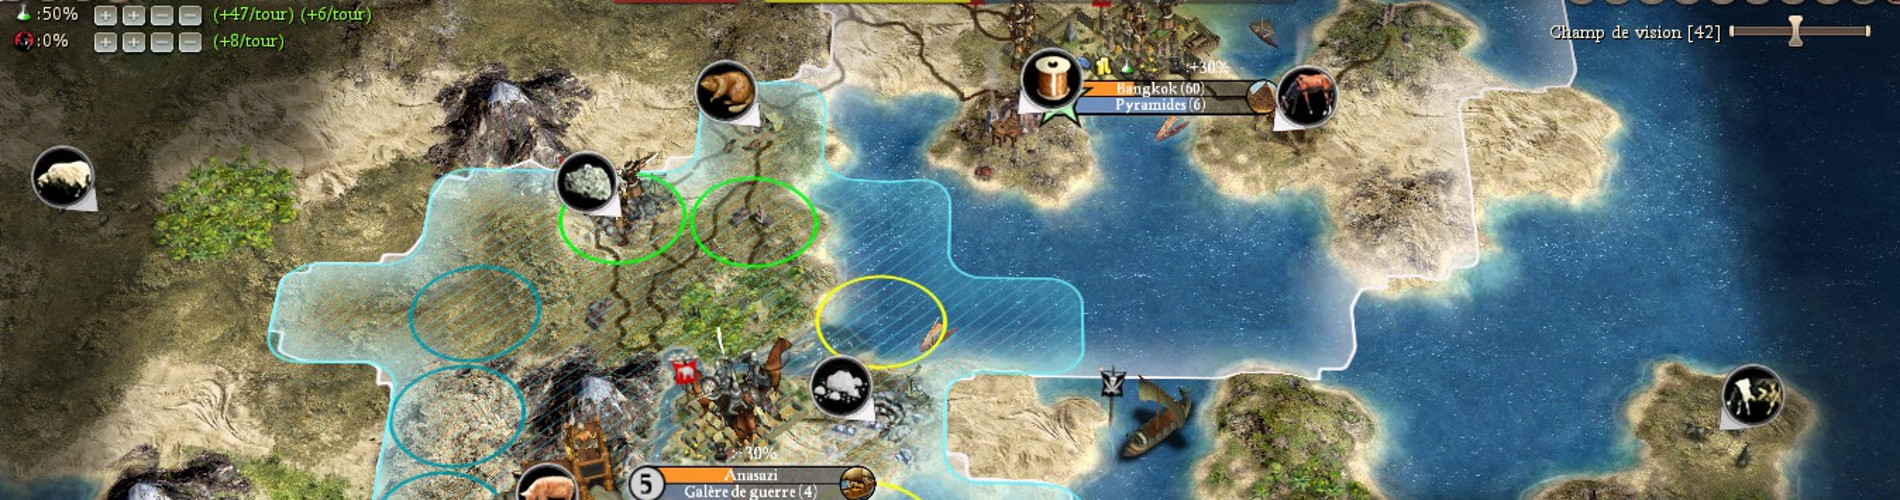 :50% (+47/tour) (+6/tour)
:0% (+8/tour)
Champ de vision [42]
:+30%
Bangkok (60)
Pyramides (6)
:+30%
5 Anasazi
Galère de guerre (4)